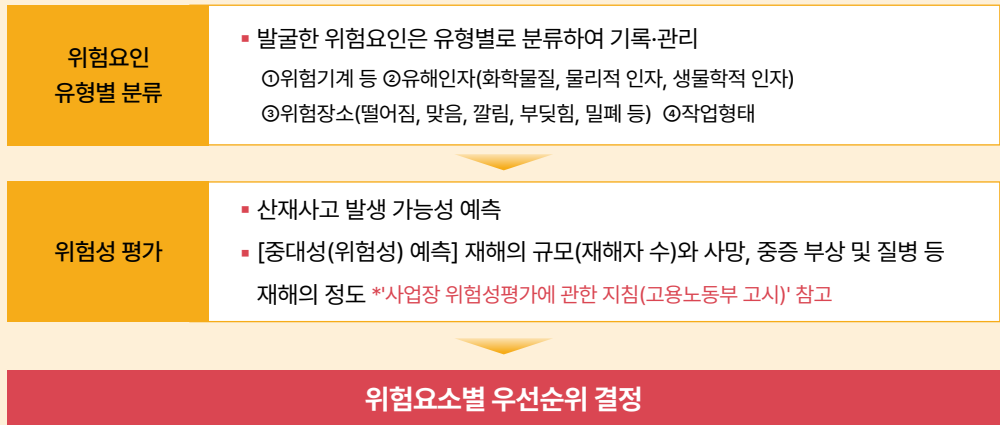 위험요인
유형별 분류
▪ 발굴한 위험요인은 유형별로 분류하여 기록·관리
①위험기계 등 ②유해인자(화학물질, 물리적 인자, 생물학적 인자)
③위험장소(떨어짐, 맞음, 깔림, 부딪힘, 밀폐 등) ④작업형태
위험성 평가
▪ 산재사고 발생 가능성 예측
▪ [중대성(위험성) 예측] 재해의 규모(재해자 수)와 사망, 중증 부상 및 질병 등
재해의 정도 *'사업장 위험성평가에 관한 지침(고용노동부 고시)' 참고
위험요소별 우선순위 결정